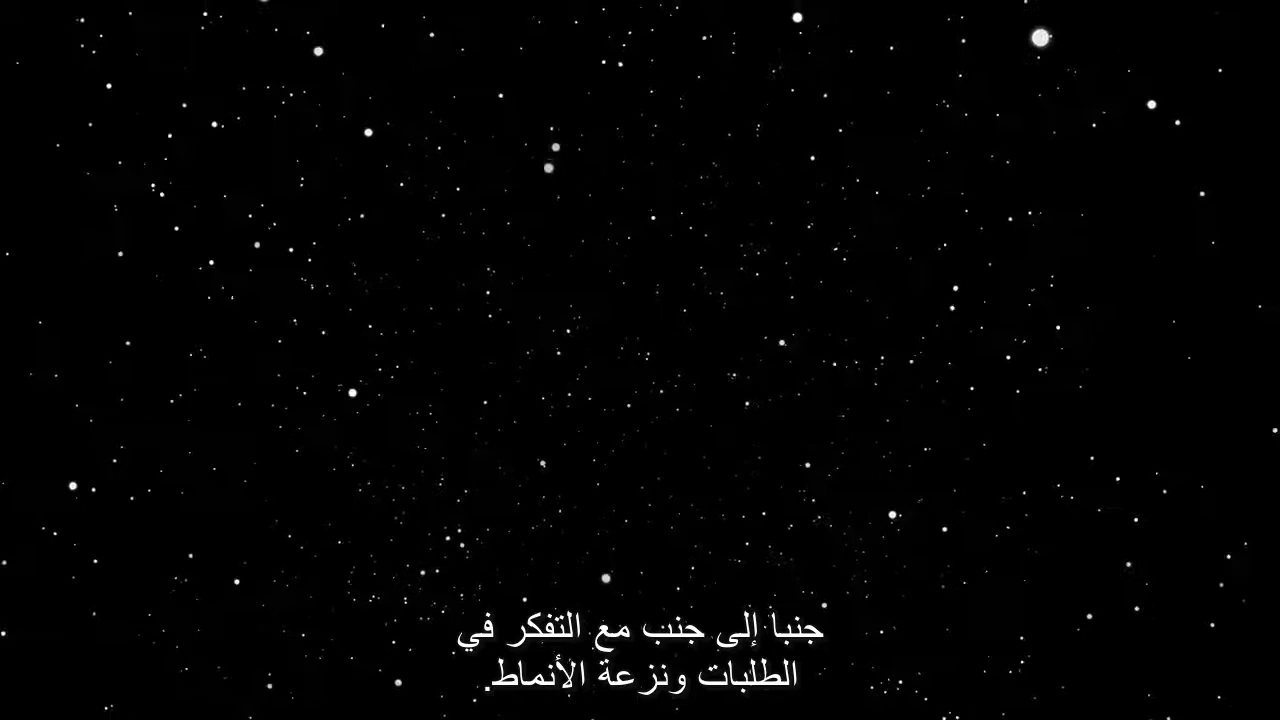 جنبا إلى جنب مع التفكر في
الطلبات ونزعة الأنماط.